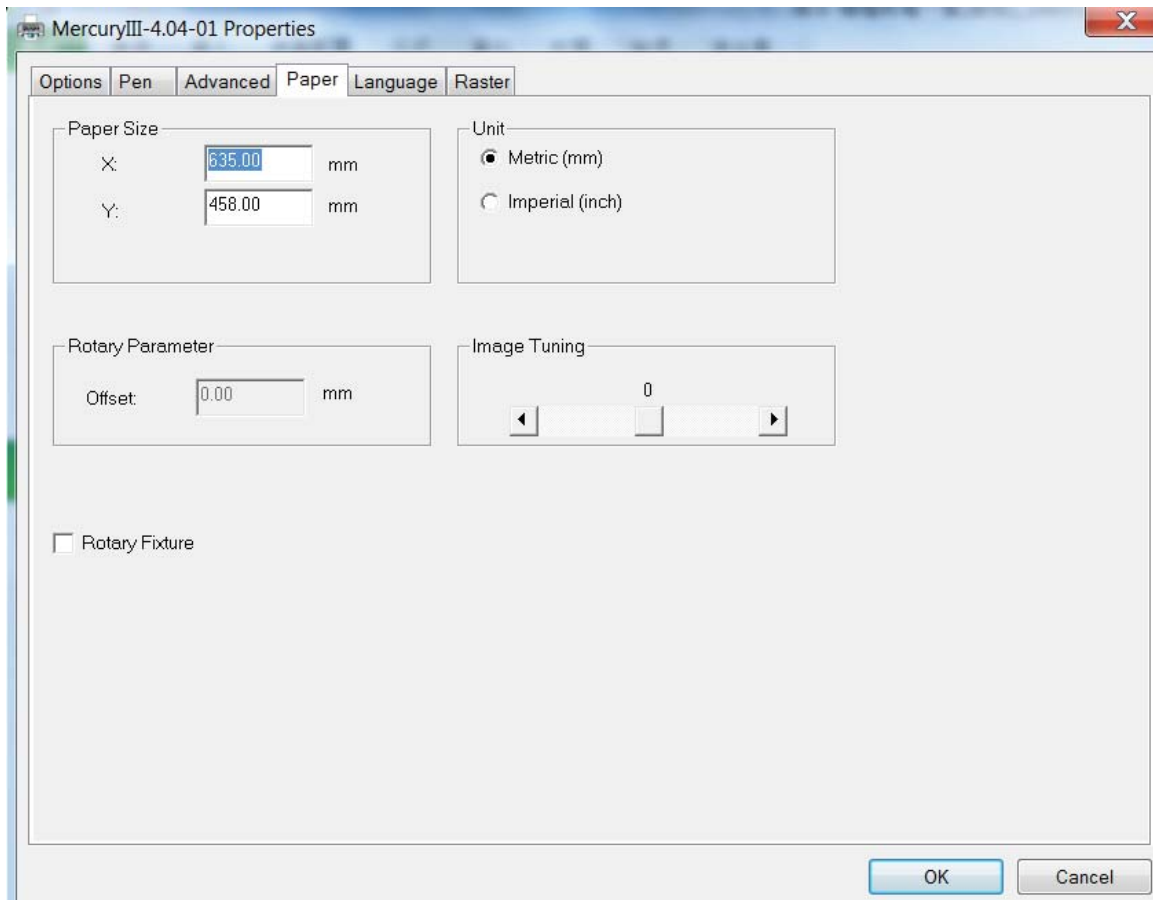 MercuryIII-4.04-01 Properties
Options Pen Advanced Paper Language Raster
Paper Size
X: 635.00 mm
Y: 458.00 mm
Unit
Metric (mm)
Imperial (inch)
Rotary Parameter
Offset: 0.00 mm
Image Tuning
0
Rotary Fixture
OK Cancel